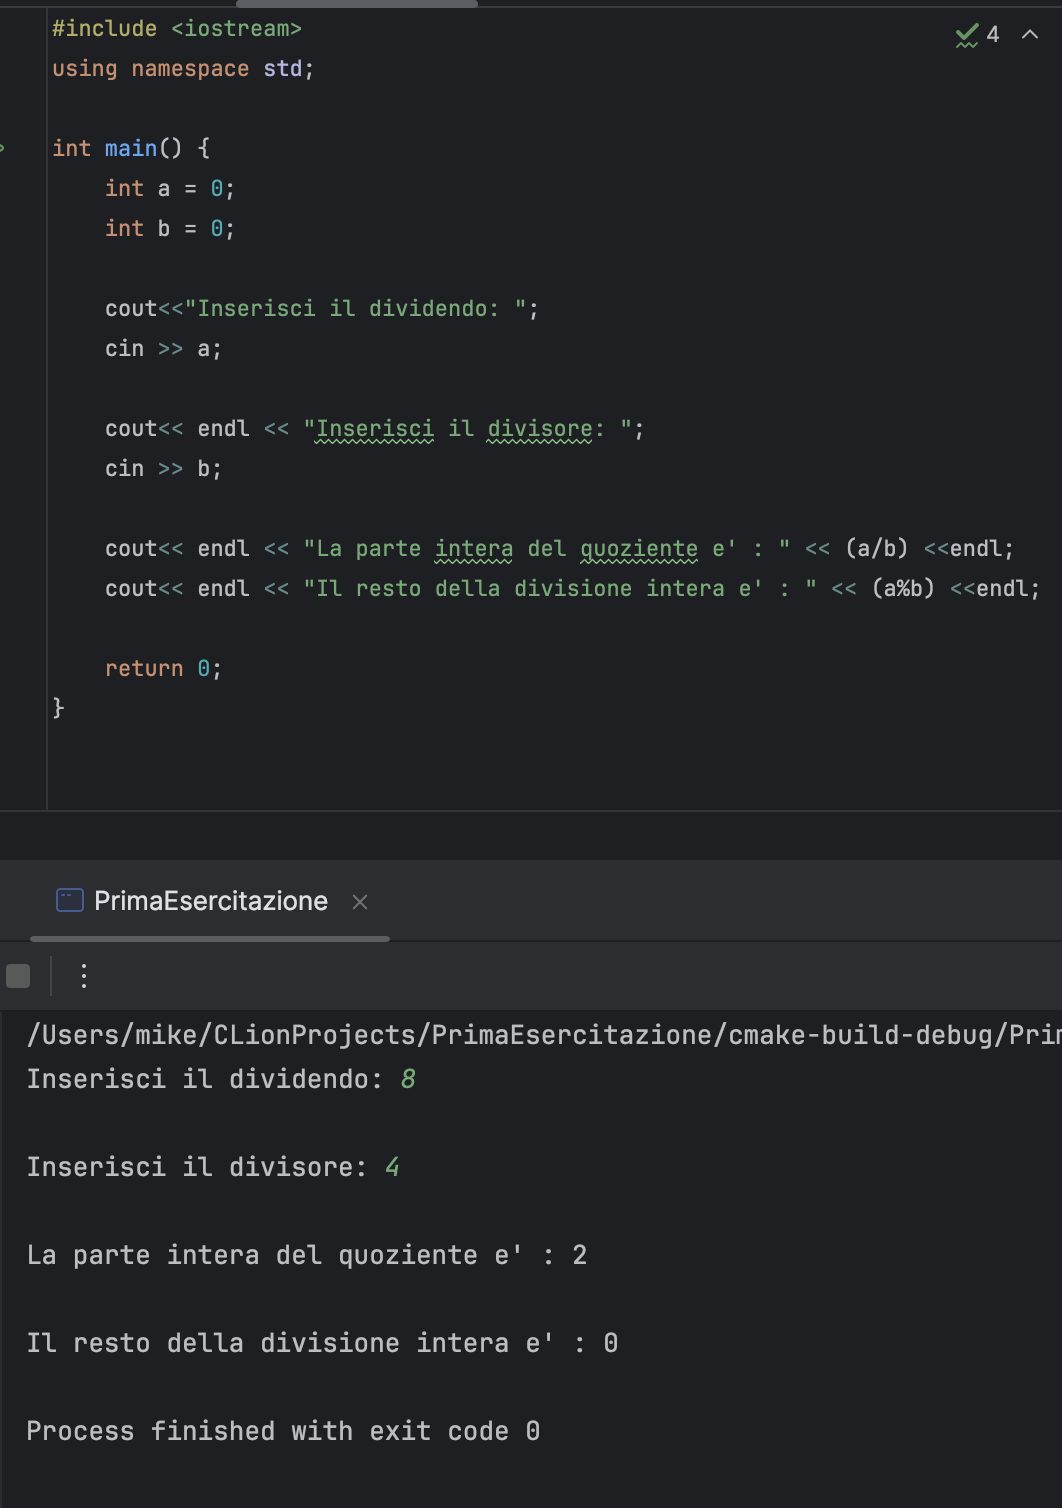 #include <iostream>
4
using namespace std;
int main() {
int a = 0;
int b = 0;
cout<<"Inserisci il dividendo: ";
cin >> a;
cout<< endl << "Inserisci il divisore: ";
cin >> b;
cout<< endl << "La parte intera del quoziente e' : " << (a/b) <<endl;
cout<< endl << "Il resto della divisione intera e' : " << (a%b) <<endl;
return 0;
}
PrimaEsercitazione
/Users/mike/CLionProjects/PrimaEsercitazione/cmake-build-debug/Prim
Inserisci il dividendo: 8
Inserisci il divisore: 4
La parte intera del quoziente e' : 2
Il resto della divisione intera e' : 0
Process finished with exit code 0